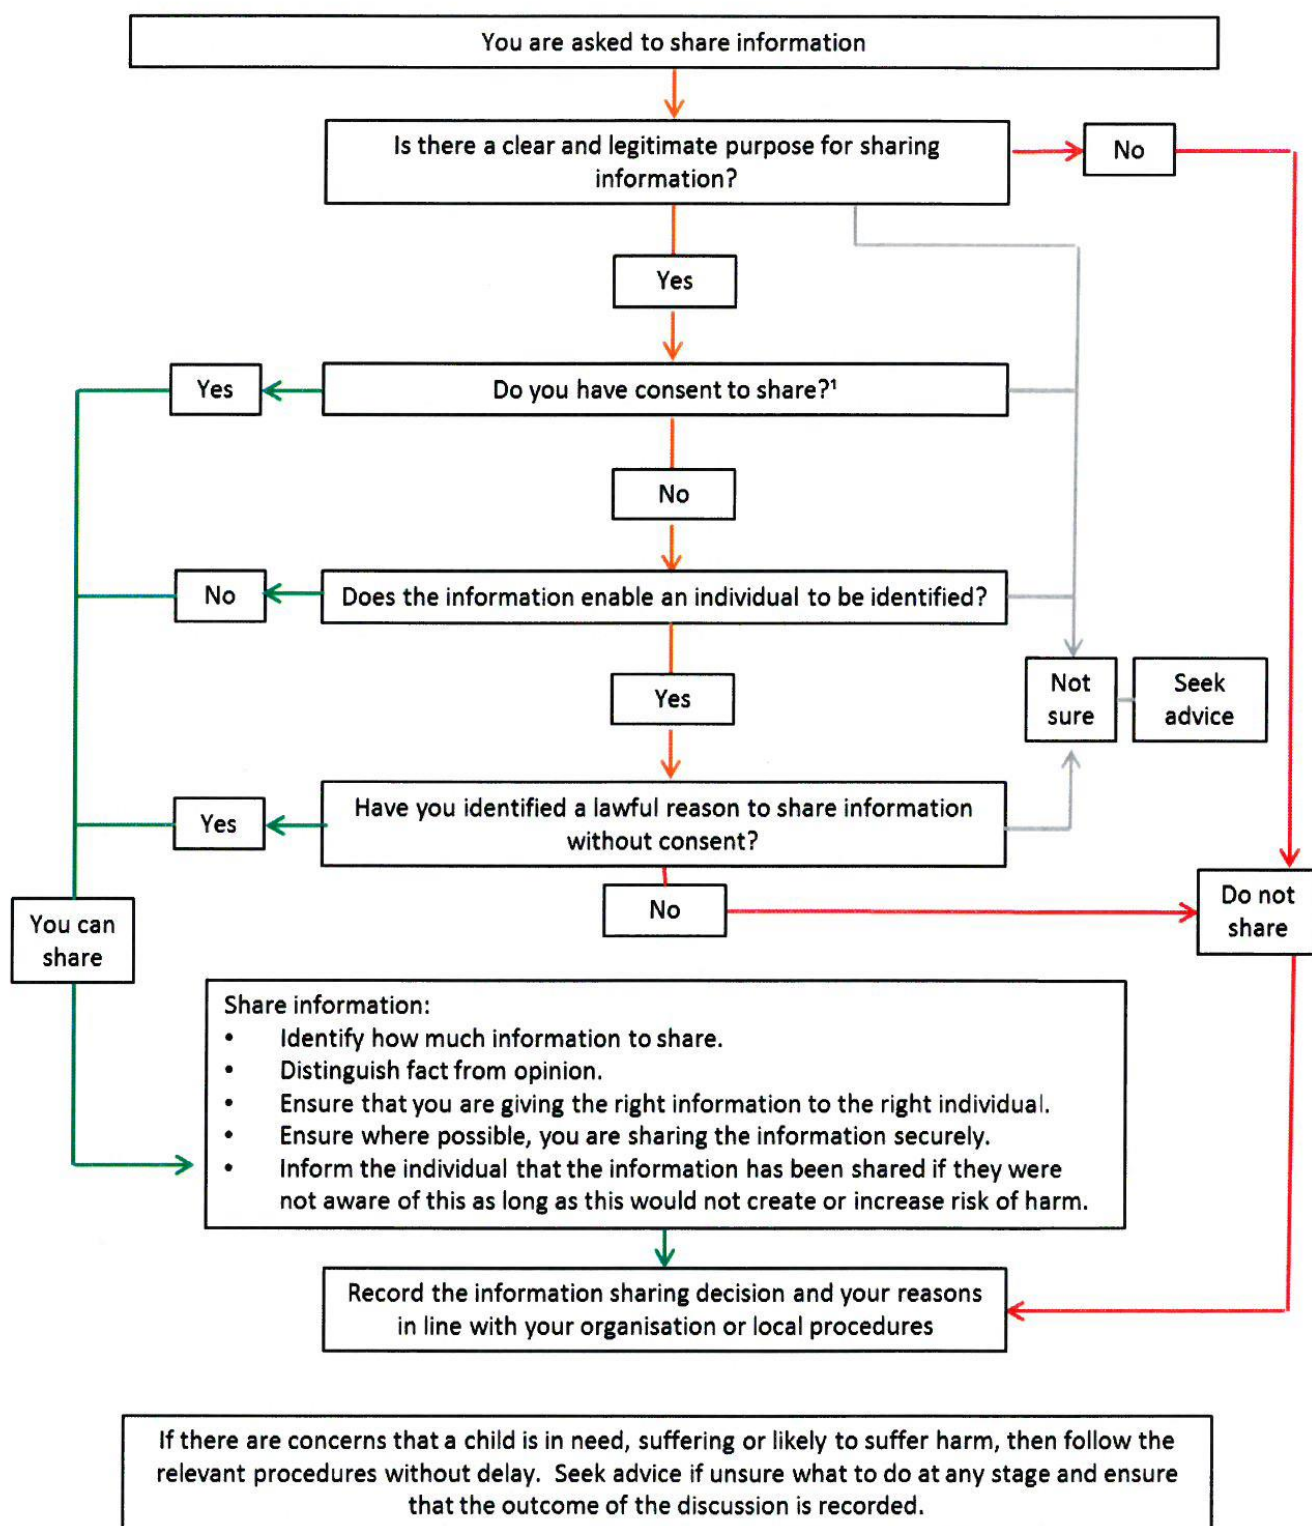 You are asked to share information
Is there a clear and legitimate purpose for sharing
information?
No
Yes
Yes
Do you have consent to share?¹
No
No
Does the information enable an individual to be identified?
Yes
Not
sure
Seek
advice
Yes
Have you identified a lawful reason to share information
without consent?
No
Do not
share
You can
share
Share information:
• Identify how much information to share.
• Distinguish fact from opinion.
• Ensure that you are giving the right information to the right individual.
• Ensure where possible, you are sharing the information securely.
• Inform the individual that the information has been shared if they were
not aware of this as long as this would not create or increase risk of harm.
Record the information sharing decision and your reasons
in line with your organisation or local procedures
If there are concerns that a child is in need, suffering or likely to suffer harm, then follow the
relevant procedures without delay.  Seek advice if unsure what to do at any stage and ensure
that the outcome of the discussion is recorded.